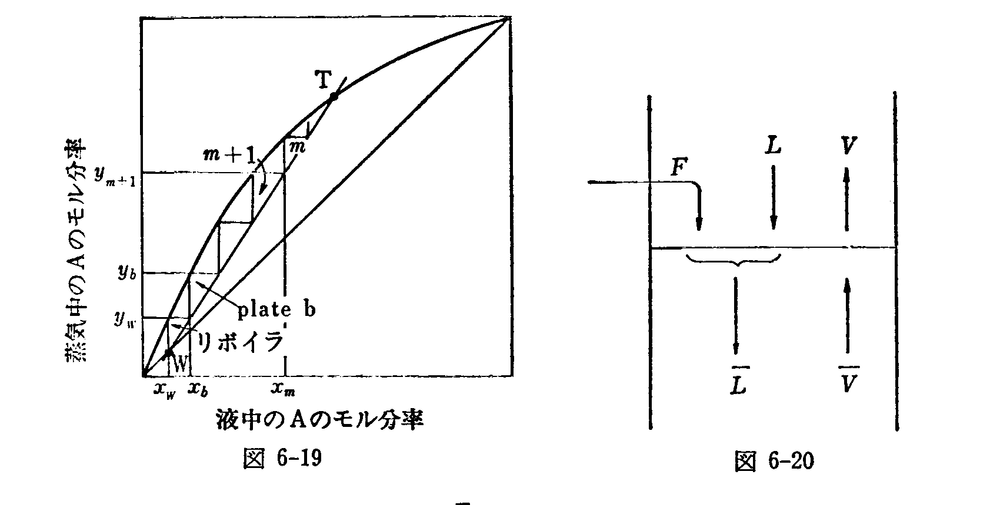 T
m
m+1
y_{m+1}
y_b
y_w
plate b
リボイラ
W
x_w x_b x_m
蒸気中のAのモル分率
液中のAのモル分率
図 6-19
F
L V
L̅ V̅
図 6-20